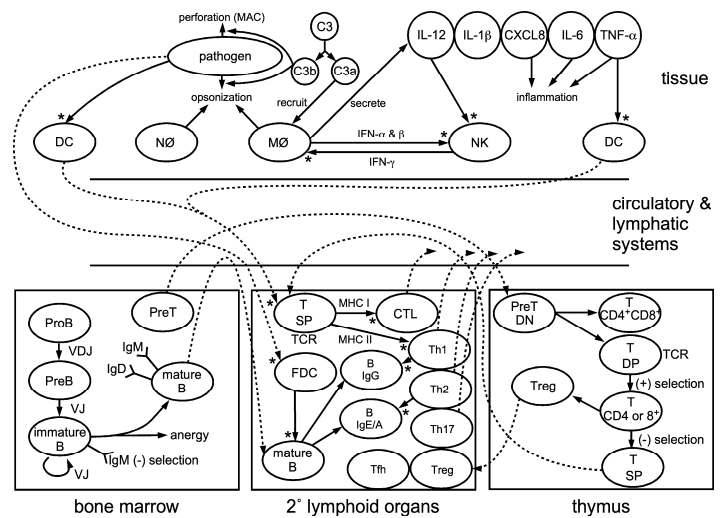 perforation (MAC)
pathogen
opsonization
C3
C3b
C3a
recruit
secrete
IL-12
IL-1β
CXCL8
IL-6
TNF-α
inflammation
tissue
*
DC
NØ
MØ
*
IFN-α & β
IFN-γ
*
*
NK
*
DC
circulatory &
lymphatic
systems
ProB
VDJ
PreB
VJ
immature
B
VJ
PreT
IgM
IgD
mature
B
anergy
IgM (-) selection
bone marrow
*
T
SP
TCR
MHC I
MHC II
*
CTL
*
FDC
*
mature
B
B
IgG
*
*
Th1
B
IgE/A
*
Th2
Th17
Tfh
Treg
2˚ lymphoid organs
PreT
DN
T
CD4⁺CD8⁺
T
DP
TCR
(+) selection
Treg
T
CD4 or 8⁺
(-) selection
T
SP
thymus